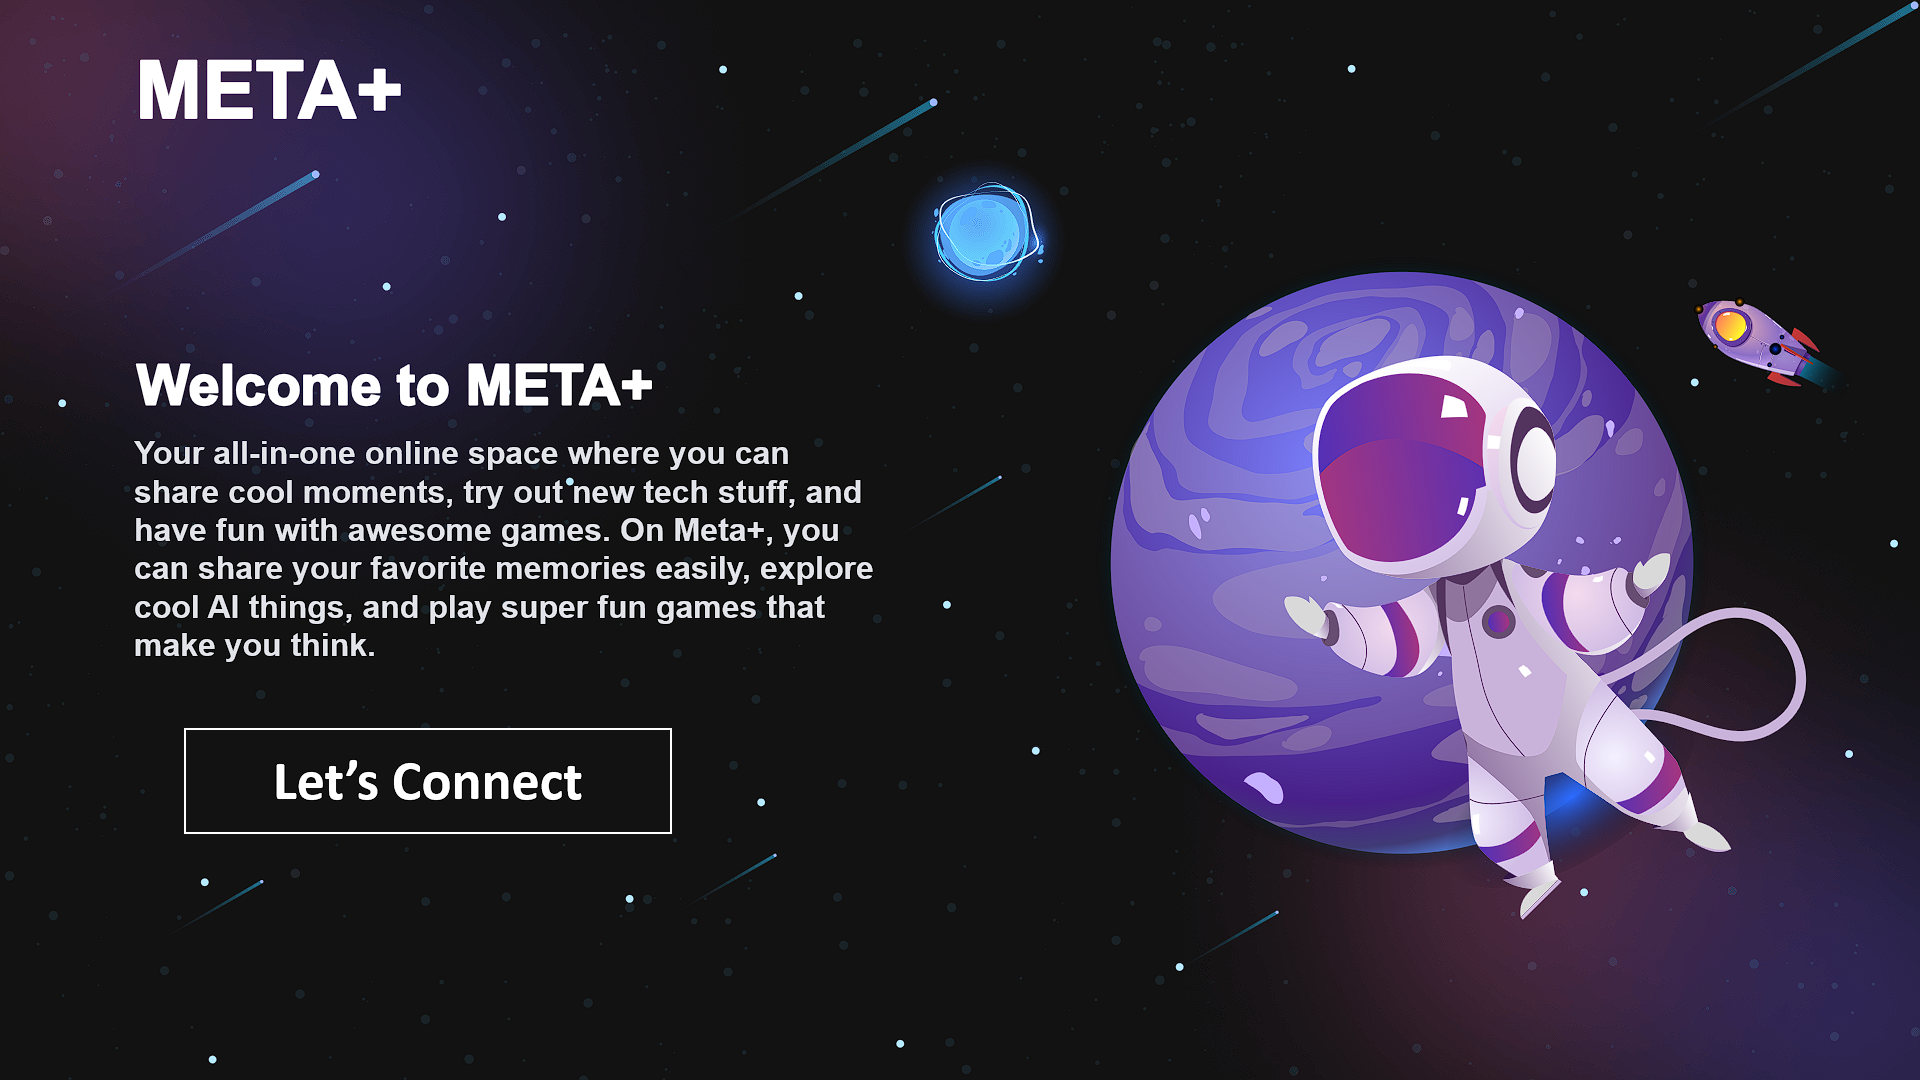 META+
Welcome to META+
Your all-in-one online space where you can
share cool moments, try out new tech stuff, and
have fun with awesome games. On Meta+, you
can share your favorite memories easily, explore
cool AI things, and play super fun games that
make you think.
Let’s Connect